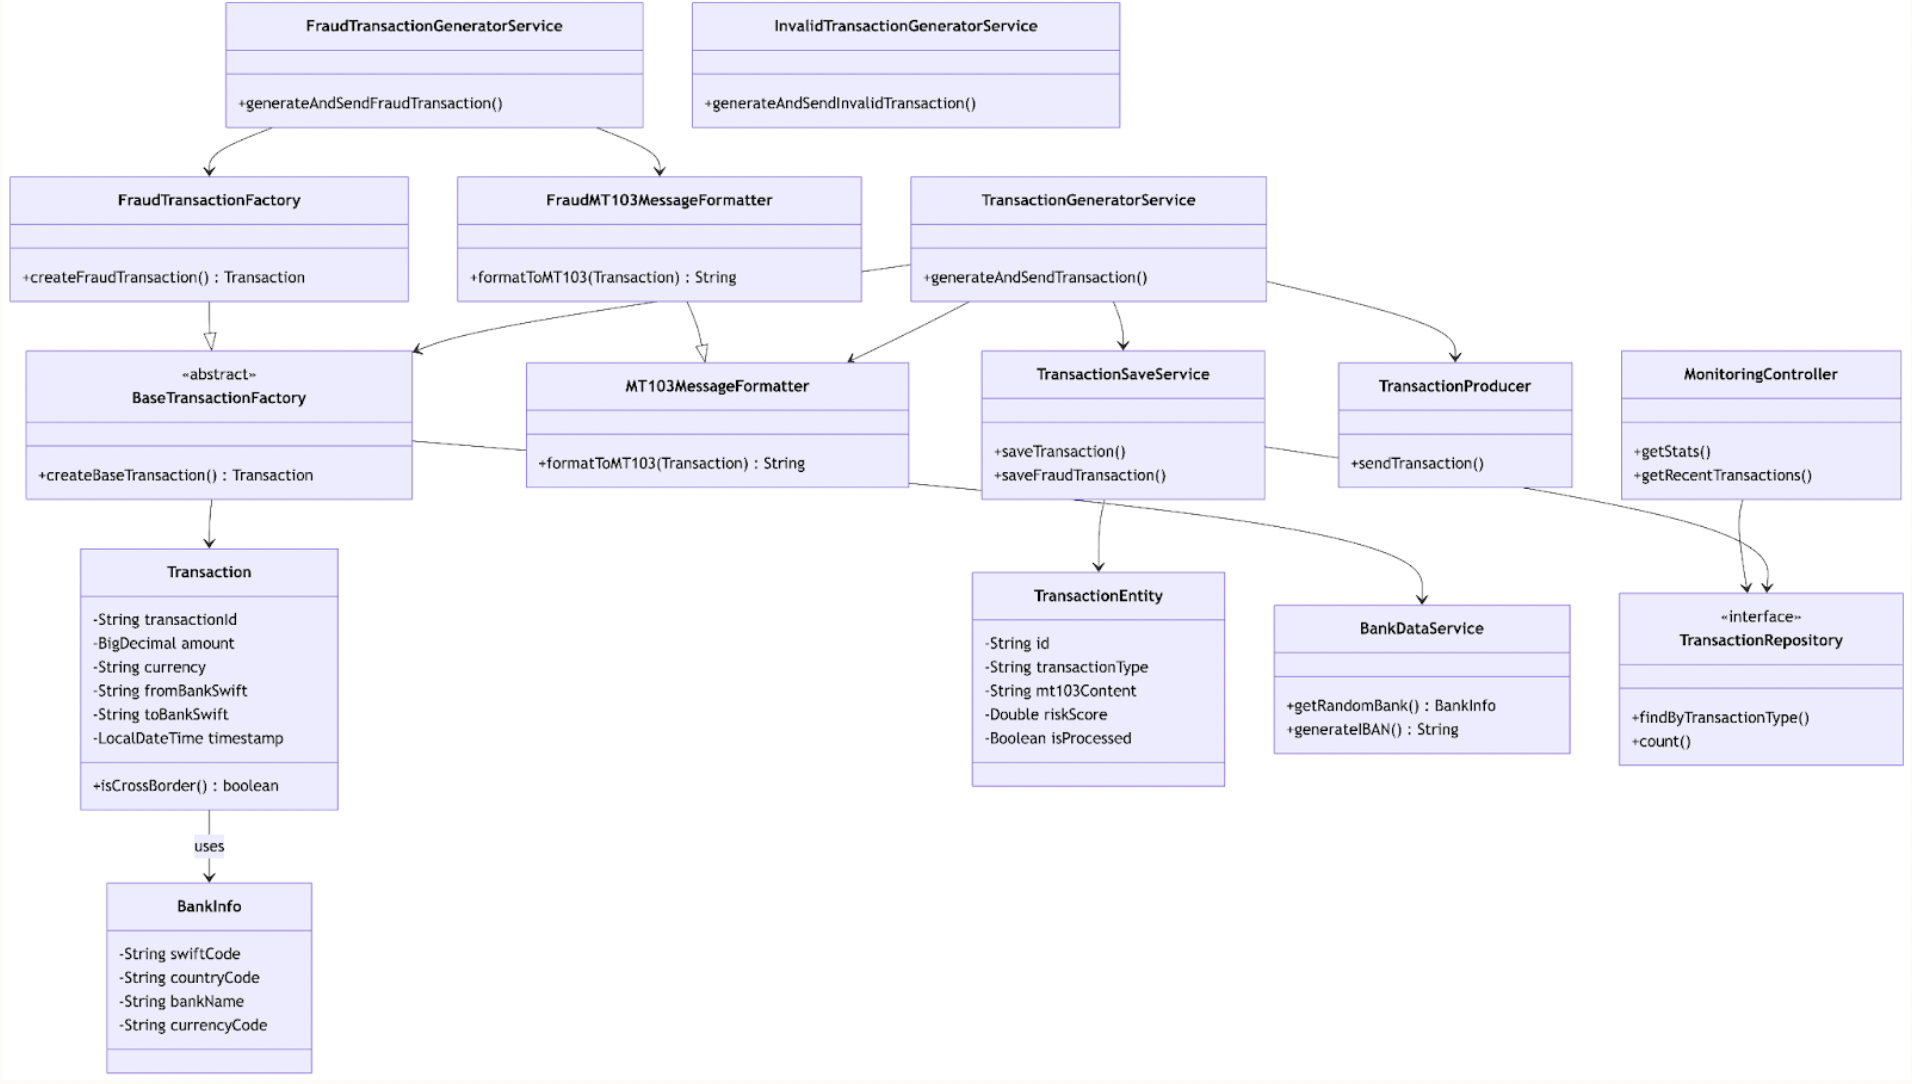 FraudTransactionGeneratorService
+generateAndSendFraudTransaction()
InvalidTransactionGeneratorService
+generateAndSendInvalidTransaction()
FraudTransactionFactory
+createFraudTransaction() : Transaction
FraudMT103MessageFormatter
+formatToMT103(Transaction) : String
TransactionGeneratorService
+generateAndSendTransaction()
«abstract»
BaseTransactionFactory
+createBaseTransaction() : Transaction
MT103MessageFormatter
+formatToMT103(Transaction) : String
TransactionSaveService
+saveTransaction()
+saveFraudTransaction()
TransactionProducer
+sendTransaction()
MonitoringController
+getStats()
+getRecentTransactions()
Transaction
-String transactionId
-BigDecimal amount
-String currency
-String fromBankSwift
-String toBankSwift
-LocalDateTime timestamp
+isCrossBorder() : boolean
TransactionEntity
-String id
-String transactionType
-String mt103Content
-Double riskScore
-Boolean isProcessed
BankDataService
+getRandomBank() : BankInfo
+generateIBAN() : String
«interface»
TransactionRepository
+findByTransactionType()
+count()
uses
BankInfo
-String swiftCode
-String countryCode
-String bankName
-String currencyCode